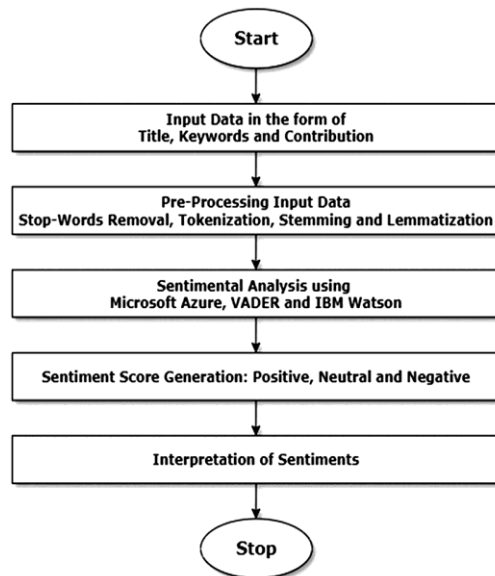 Start
Input Data in the form of
Title, Keywords and Contribution
Pre-Processing Input Data
Stop-Words Removal, Tokenization, Stemming and Lemmatization
Sentimental Analysis using
Microsoft Azure, VADER and IBM Watson
Sentiment Score Generation: Positive, Neutral and Negative
Interpretation of Sentiments
Stop